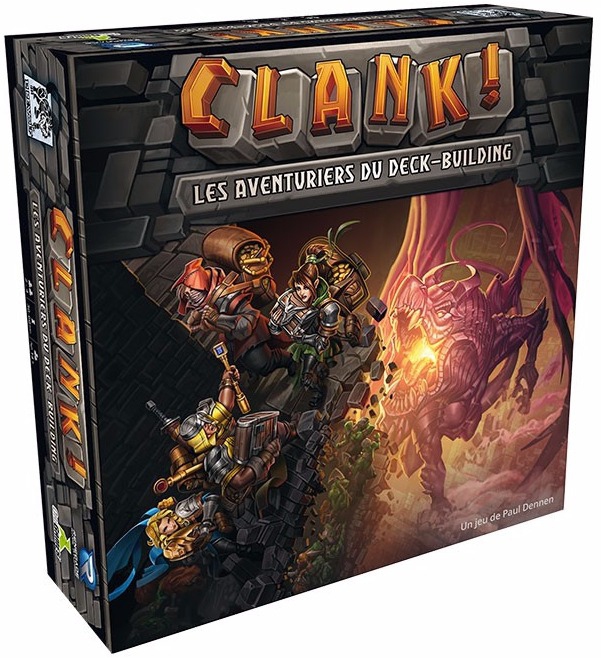 CLANK!
LES AVENTURIERS DU DECK-BUILDING
Un jeu de Paul Dennen
CLANK!
LES AVENTURIERS DU DECK-BUILDING